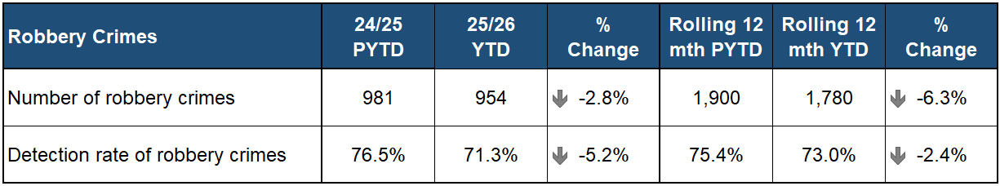 Robbery Crimes 24/25 PYTD 25/26 YTD % Change Rolling 12 mth PYTD Rolling 12 mth YTD % Change
Number of robbery crimes 981 954 -2.8% 1,900 1,780 -6.3%
Detection rate of robbery crimes 76.5% 71.3% -5.2% 75.4% 73.0% -2.4%